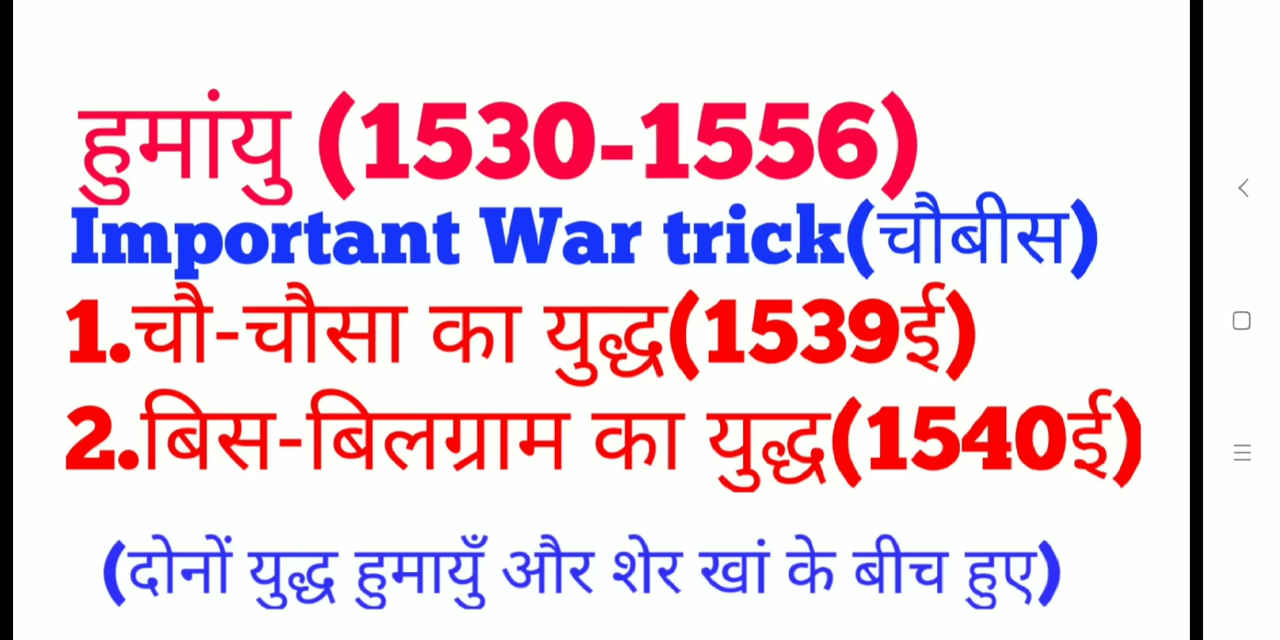 हुमांयु (1530-1556)
Important War trick(चौबीस)
1.चौ-चौसा का युद्ध(1539ई)
2.बिस-बिलग्राम का युद्ध(1540ई)
(दोनों युद्ध हुमायुँ और शेर खां के बीच हुए)